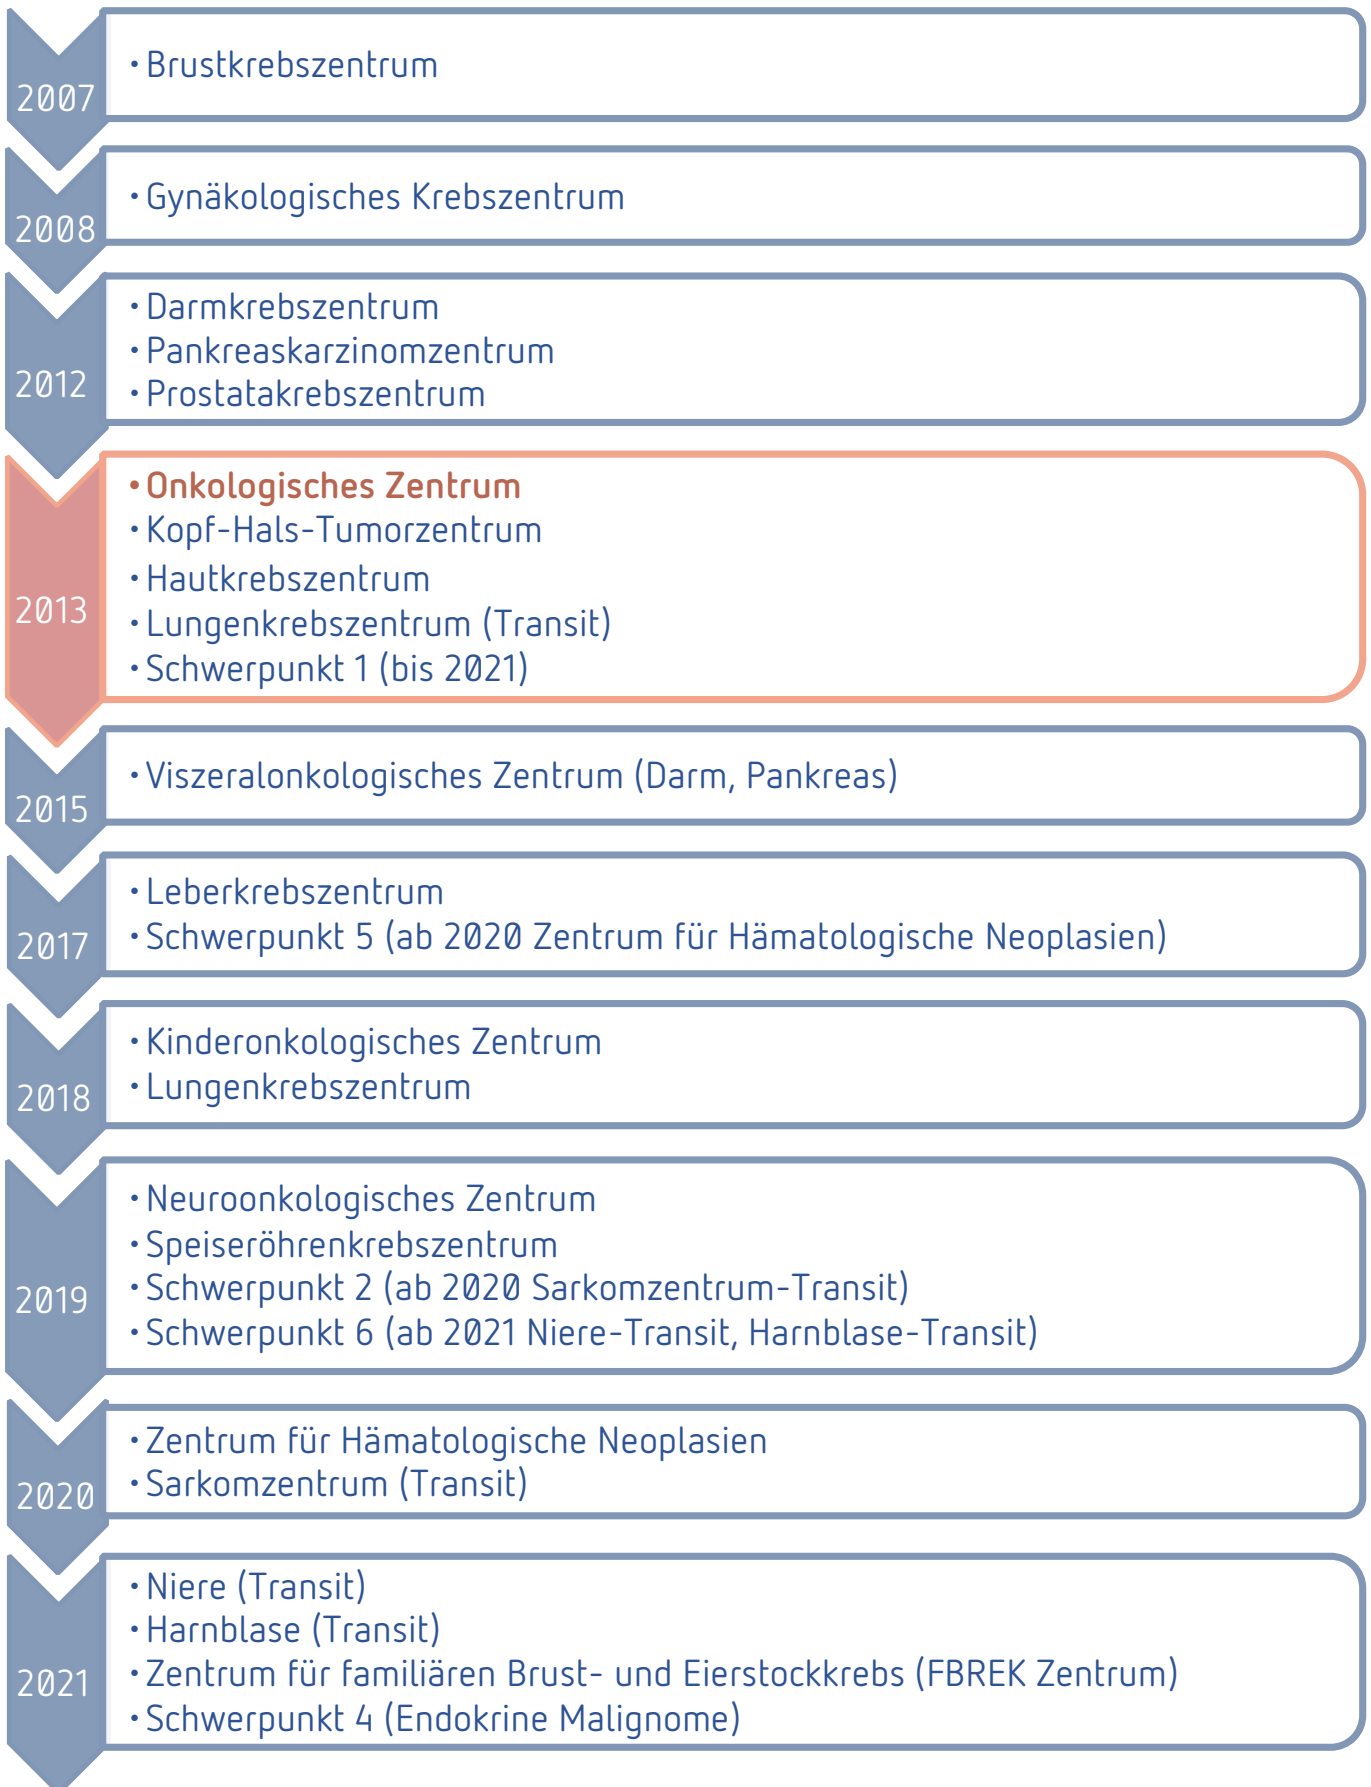 2007
• Brustkrebszentrum
2008
• Gynäkologisches Krebszentrum
2012
• Darmkrebszentrum
• Pankreaskarzinomzentrum
• Prostatakrebszentrum
2013
• Onkologisches Zentrum
• Kopf-Hals-Tumorzentrum
• Hautkrebszentrum
• Lungenkrebszentrum (Transit)
• Schwerpunkt 1 (bis 2021)
2015
• Viszeralonkologisches Zentrum (Darm, Pankreas)
2017
• Leberkrebszentrum
• Schwerpunkt 5 (ab 2020 Zentrum für Hämatologische Neoplasien)
2018
• Kinderonkologisches Zentrum
• Lungenkrebszentrum
2019
• Neuroonkologisches Zentrum
• Speiseröhrenkrebszentrum
• Schwerpunkt 2 (ab 2020 Sarkomzentrum-Transit)
• Schwerpunkt 6 (ab 2021 Niere-Transit, Harnblase-Transit)
2020
• Zentrum für Hämatologische Neoplasien
• Sarkomzentrum (Transit)
2021
• Niere (Transit)
• Harnblase (Transit)
• Zentrum für familiären Brust- und Eierstockkrebs (FBREK Zentrum)
• Schwerpunkt 4 (Endokrine Malignome)